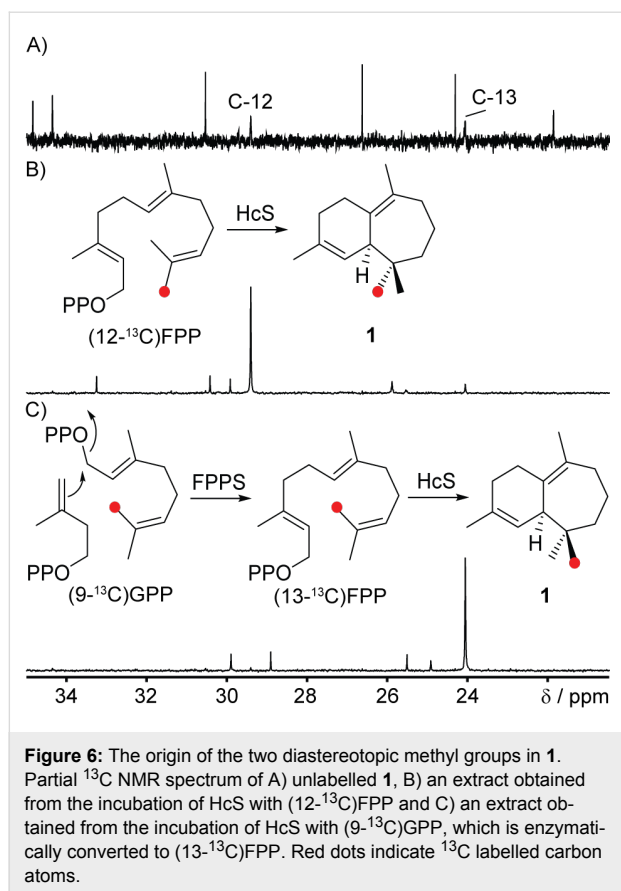 A)
C-12
C-13
B)
HcS
H
PPO
(12-¹³C)FPP
1
C)
PPO
FPPS
HcS
H
PPO
(9-¹³C)GPP
PPO
(13-¹³C)FPP
1
34 32 30 28 26 24 δ / ppm
Figure 6: The origin of the two diastereotopic methyl groups in 1.
Partial ¹³C NMR spectrum of A) unlabelled 1, B) an extract obtained
from the incubation of HcS with (12-¹³C)FPP and C) an extract ob-
tained from the incubation of HcS with (9-¹³C)GPP, which is enzymati-
cally converted to (13-¹³C)FPP. Red dots indicate ¹³C labelled carbon
atoms.